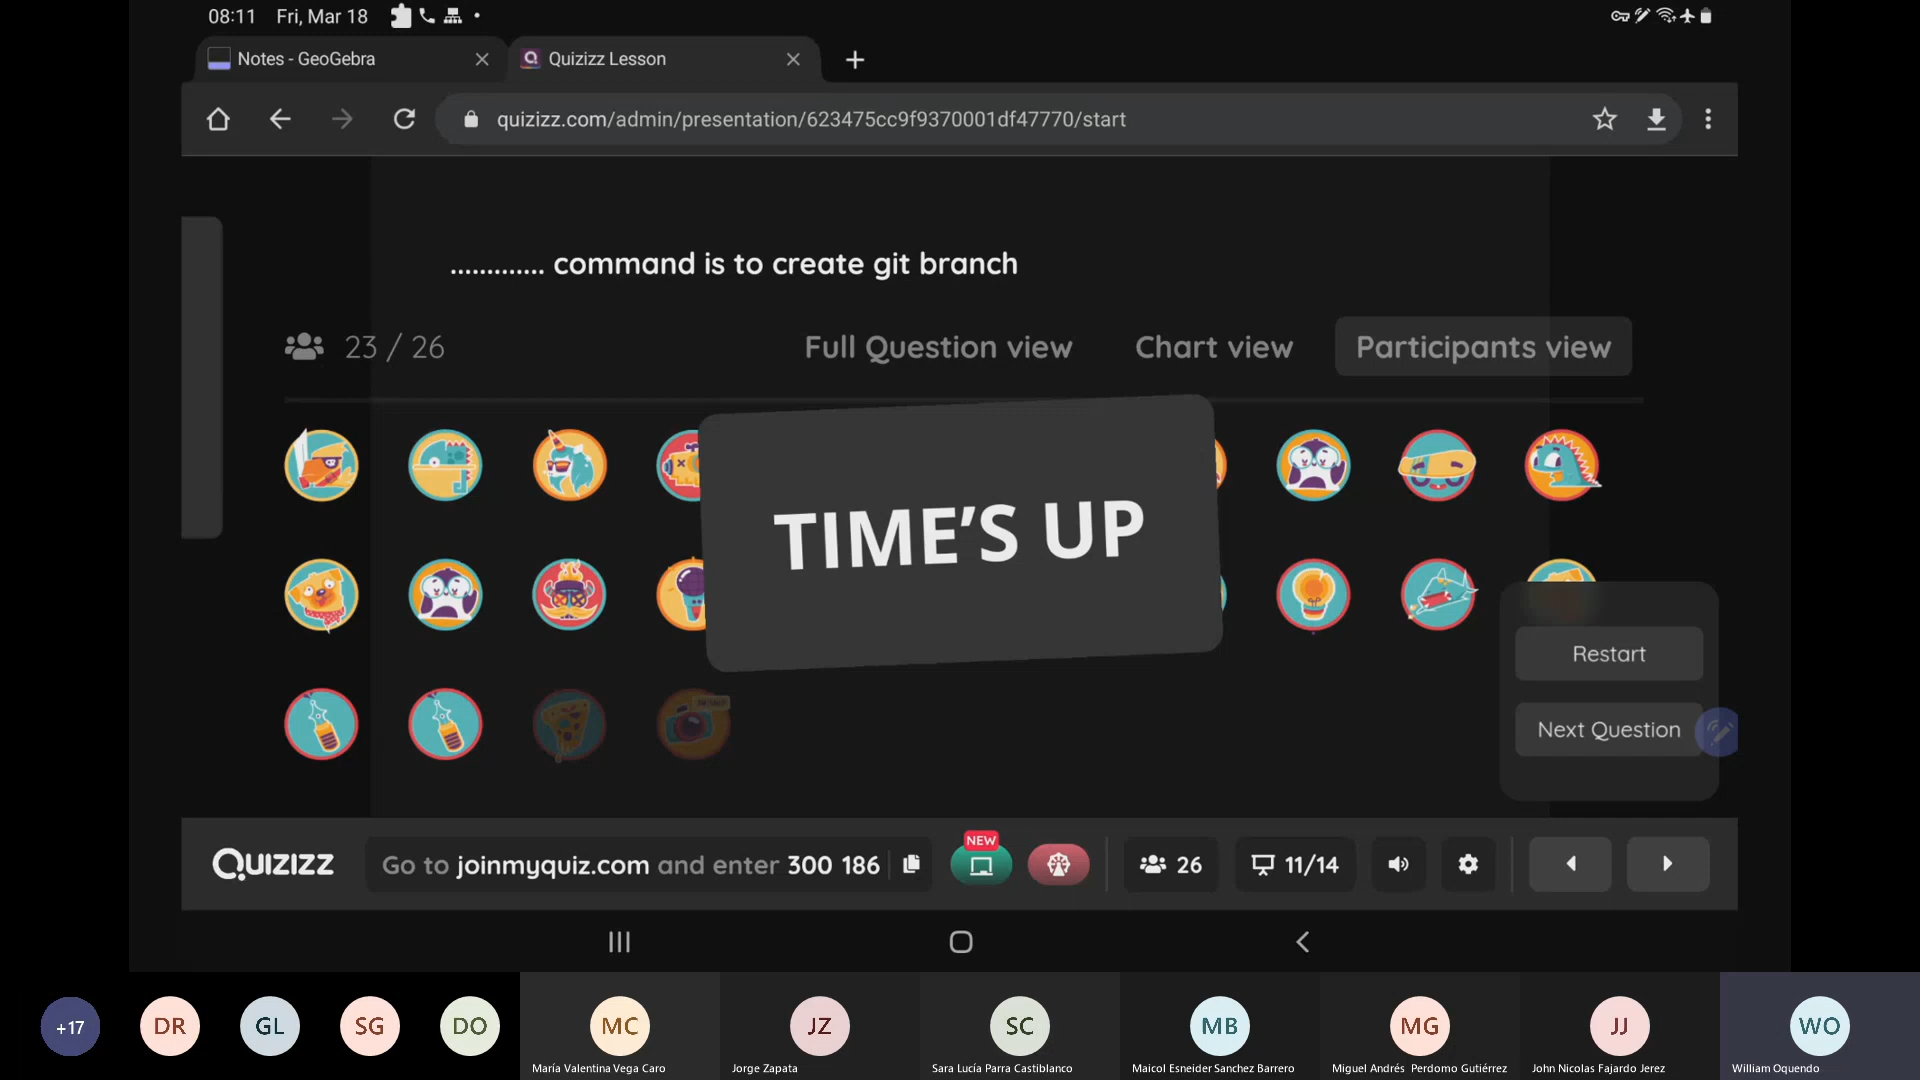 08:11 Fri, Mar 18
Notes - GeoGebra
Quizizz Lesson
quizizz.com/admin/presentation/623475cc9f9370001df47770/start
............. command is to create git branch
23 / 26
Full Question view
Chart view
Participants view
TIME'S UP
Restart
Next Question
QUIZIZZ
Go to joinmyquiz.com and enter 300 186
NEW
26
11/14
+17
DR
GL
SG
DO
MC
JZ
SC
MB
MG
JJ
WO
María Valentina Vega Caro
Jorge Zapata
Sara Lucía Parra Castiblanco
Maicol Esneider Sanchez Barrero
Miguel Andrés Perdomo Gutiérrez
John Nicolas Fajardo Jerez
William Oquendo